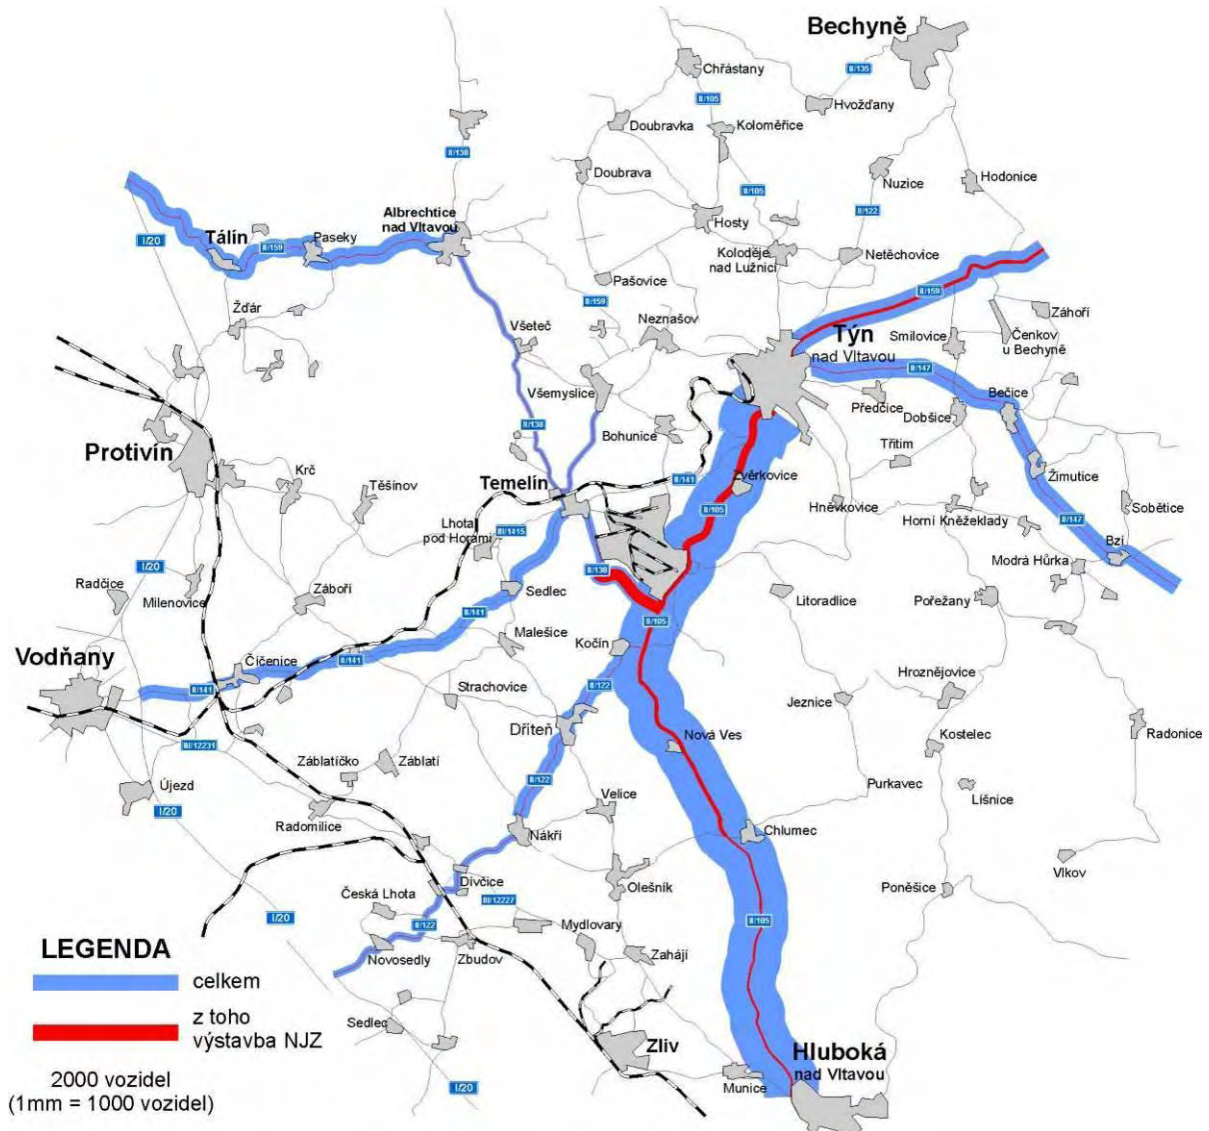 Bechyně
Chřástany
II/135
Hvožďany
II/105
Doubravka
Koloměřice
II/138
Doubrava
Nuzice
Hodonice
II/105
Albrechtice
nad Vltavou
II/122
Hosty
I/20
Tálín
II/159
Paseky
Koloděje
nad Lužnicí
Netěchovice
Pašovice
II/159
II/159
Žďár
Všeteč
Neznašov
Týn
nad Vltavou
Smilovice
Záhoří
Čenkov
u Bechyně
II/147
Všemyslice
Předčice
Bečice
Dobšice
II/138
Bohunice
Třitim
Protivín
Krč
Těšínov
Temelín
II/141
Zvěrkovice
Žimutice
Hněvkovice
II/105
Horní Kněžeklady
Sobětice
II/147
Lhota
pod Horami
II/1415
Bzí
I/20
II/138
Modrá Hůrka
Radčice
Milenovice
Záboří
Sedlec
Litoradlice
Pořežany
II/141
II/105
Malešice
Kočín
Vodňany
Číčenice
II/141
II/141
II/122
Strachovice
Hroznějovice
Jeznice
Dříteň
III/12231
Nová Ves
Kostelec
Radonice
Záblatíčko
Záblatí
II/122
Újezd
Purkavec
Líšnice
I/20
Radomilice
Velice
Nákří
Chlumec
Vlkov
Dívčice
Olešník
Poněšice
Česká Lhota
III/12227
I/20
II/122
Mydlovary
II/105
LEGENDA
Novosedly
Zbudov
Zahájí
celkem
z toho
výstavba NJZ
Sedlec
Zliv
Hluboká
nad Vltavou
2000 vozidel
(1mm = 1000 vozidel)
I/20
Munice